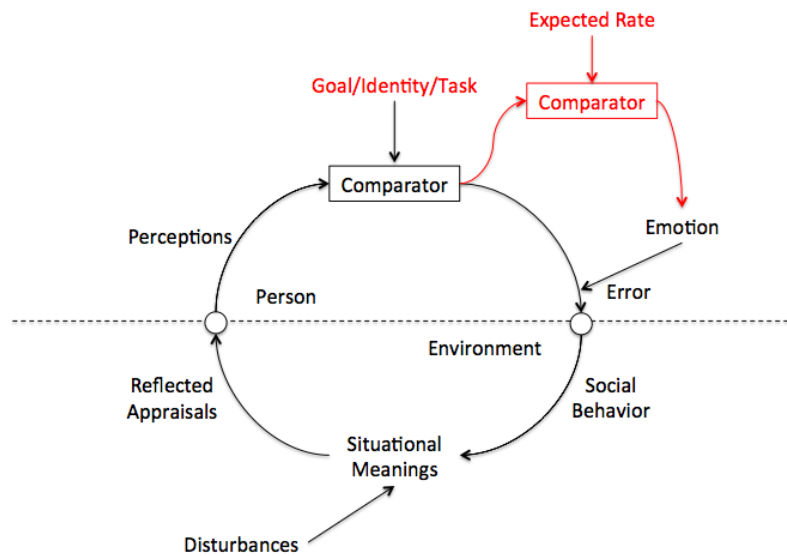 Expected Rate
Goal/Identity/Task
Comparator
Comparator
Perceptions
Emotion
Person
Error
Environment
Reflected
Appraisals
Social
Behavior
Situational
Meanings
Disturbances